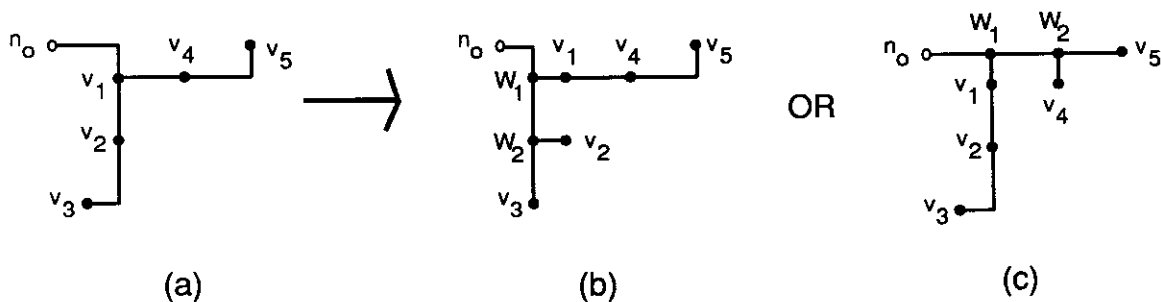 n₀ v₄ v₅ v₁ v₂ v₃ (a)
n₀ v₁ v₄ v₅ W₁ W₂ v₂ v₃ (b)
OR
W₁ W₂ n₀ v₅ v₁ v₄ v₂ v₃ (c)